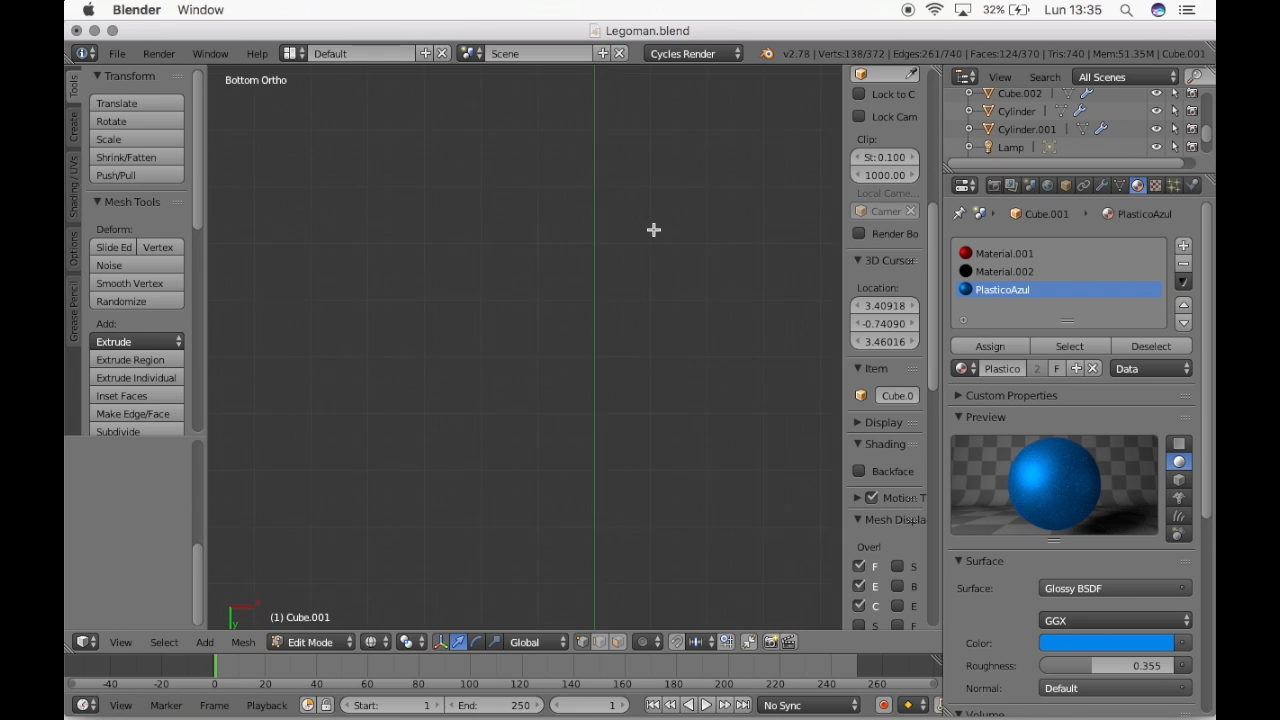 Blender Window 32% Lun 13:35
Legoman.blend
File Render Window Help Default Scene Cycles Render v2.78 | Verts:138/372 | Edges:261/740 | Faces:124/370 | Tris:740 | Mem:51.35M | Cube.001
Tools
Create
Shading / UVs
Options
Grease Pencil
Transform
Translate
Rotate
Scale
Shrink/Fatten
Push/Pull
Mesh Tools
Deform:
Slide Ed Vertex
Noise
Smooth Vertex
Randomize
Add:
Extrude
Extrude Region
Extrude Individual
Inset Faces
Make Edge/Face
Subdivide
Bottom Ortho
x
y
(1) Cube.001
Lock to C
Lock Cam
Clip:
St: 0.100
1000.00
Local Came...
Camer
Render Bo
3D Curso
Location:
3.40918
-0.74090
3.46016
Item
Cube.0
Display
Shading
Backface
Motion T
Mesh Displa
Overl
F S
E B
C E
S F
View Search All Scenes
Cube.002
Cylinder
Cylinder.001
Lamp
Cube.001 PlasticoAzul
Material.001
Material.002
PlasticoAzul
Assign Select Deselect
Plastico 2 F Data
Custom Properties
Preview
Surface
Surface: Glossy BSDF
GGX
Color:
Roughness: 0.355
Normal: Default
Volume
View Select Add Mesh Edit Mode Global
-40 -20 0 20 40 60 80 100 120 140 160 180 200 220 240 260
View Marker Frame Playback Start: 1 End: 250 1 No Sync